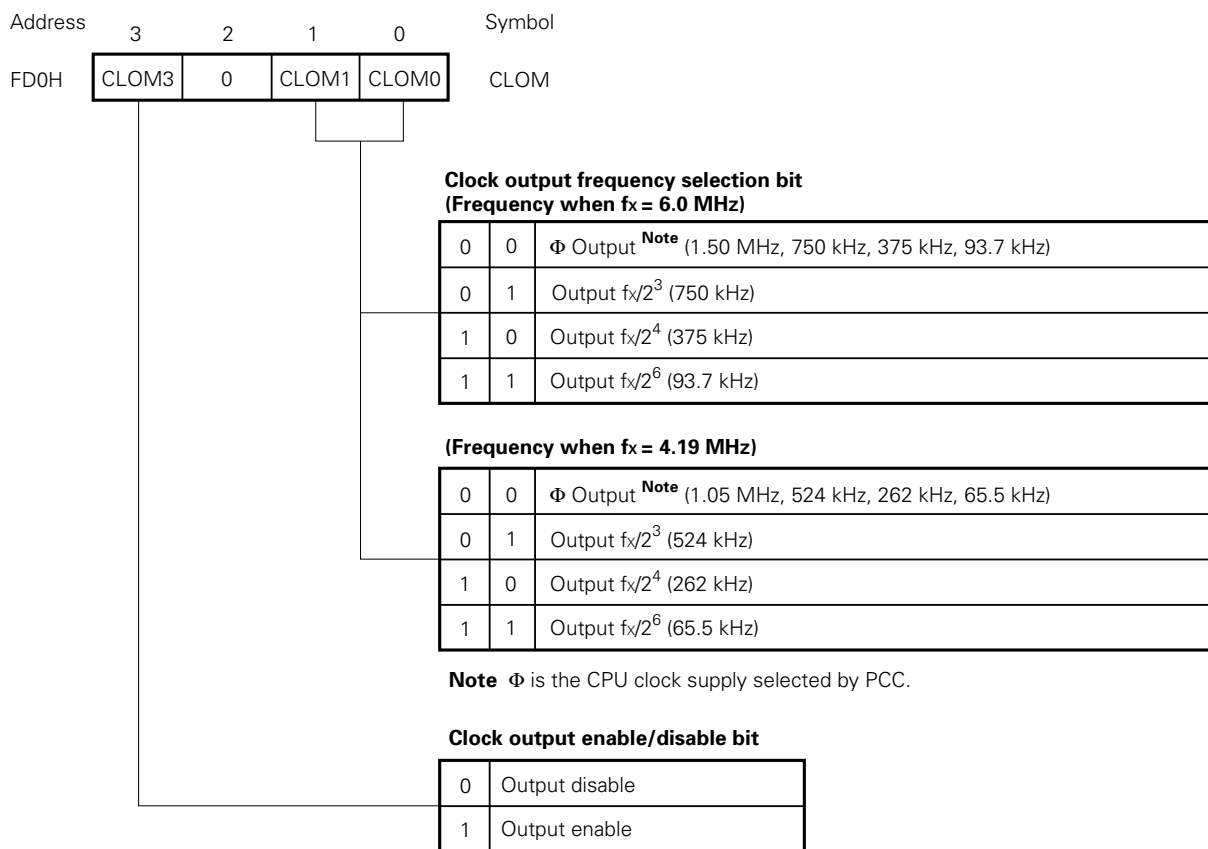 Address 3 2 1 0 Symbol
FD0H CLOM3 0 CLOM1 CLOM0 CLOM
Clock output frequency selection bit
(Frequency when fx = 6.0 MHz)
0 0 Φ Output Note (1.50 MHz, 750 kHz, 375 kHz, 93.7 kHz)
0 1 Output fx/2³ (750 kHz)
1 0 Output fx/2⁴ (375 kHz)
1 1 Output fx/2⁶ (93.7 kHz)
(Frequency when fx = 4.19 MHz)
0 0 Φ Output Note (1.05 MHz, 524 kHz, 262 kHz, 65.5 kHz)
0 1 Output fx/2³ (524 kHz)
1 0 Output fx/2⁴ (262 kHz)
1 1 Output fx/2⁶ (65.5 kHz)
Note Φ is the CPU clock supply selected by PCC.
Clock output enable/disable bit
0 Output disable
1 Output enable